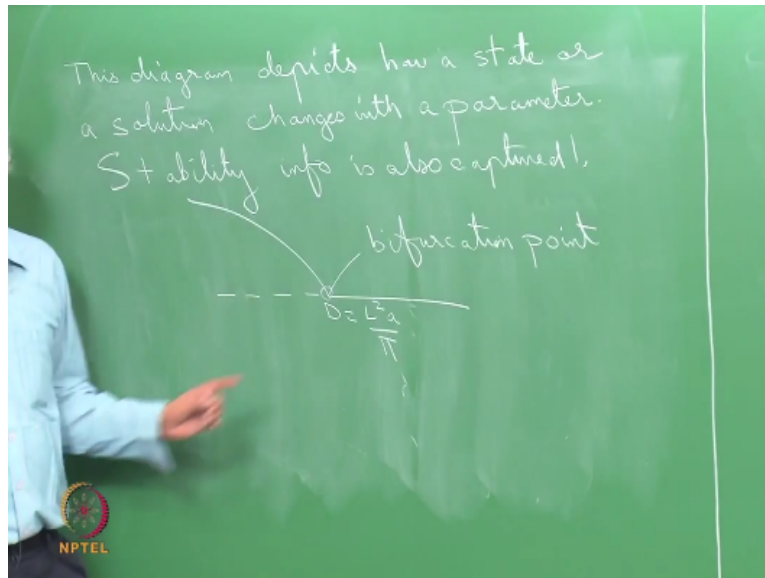 This diagram depicts how a state or
a solution changes with a parameter.
Stability info is also captured!.
bifurcation point
D = L²a
π
NPTEL